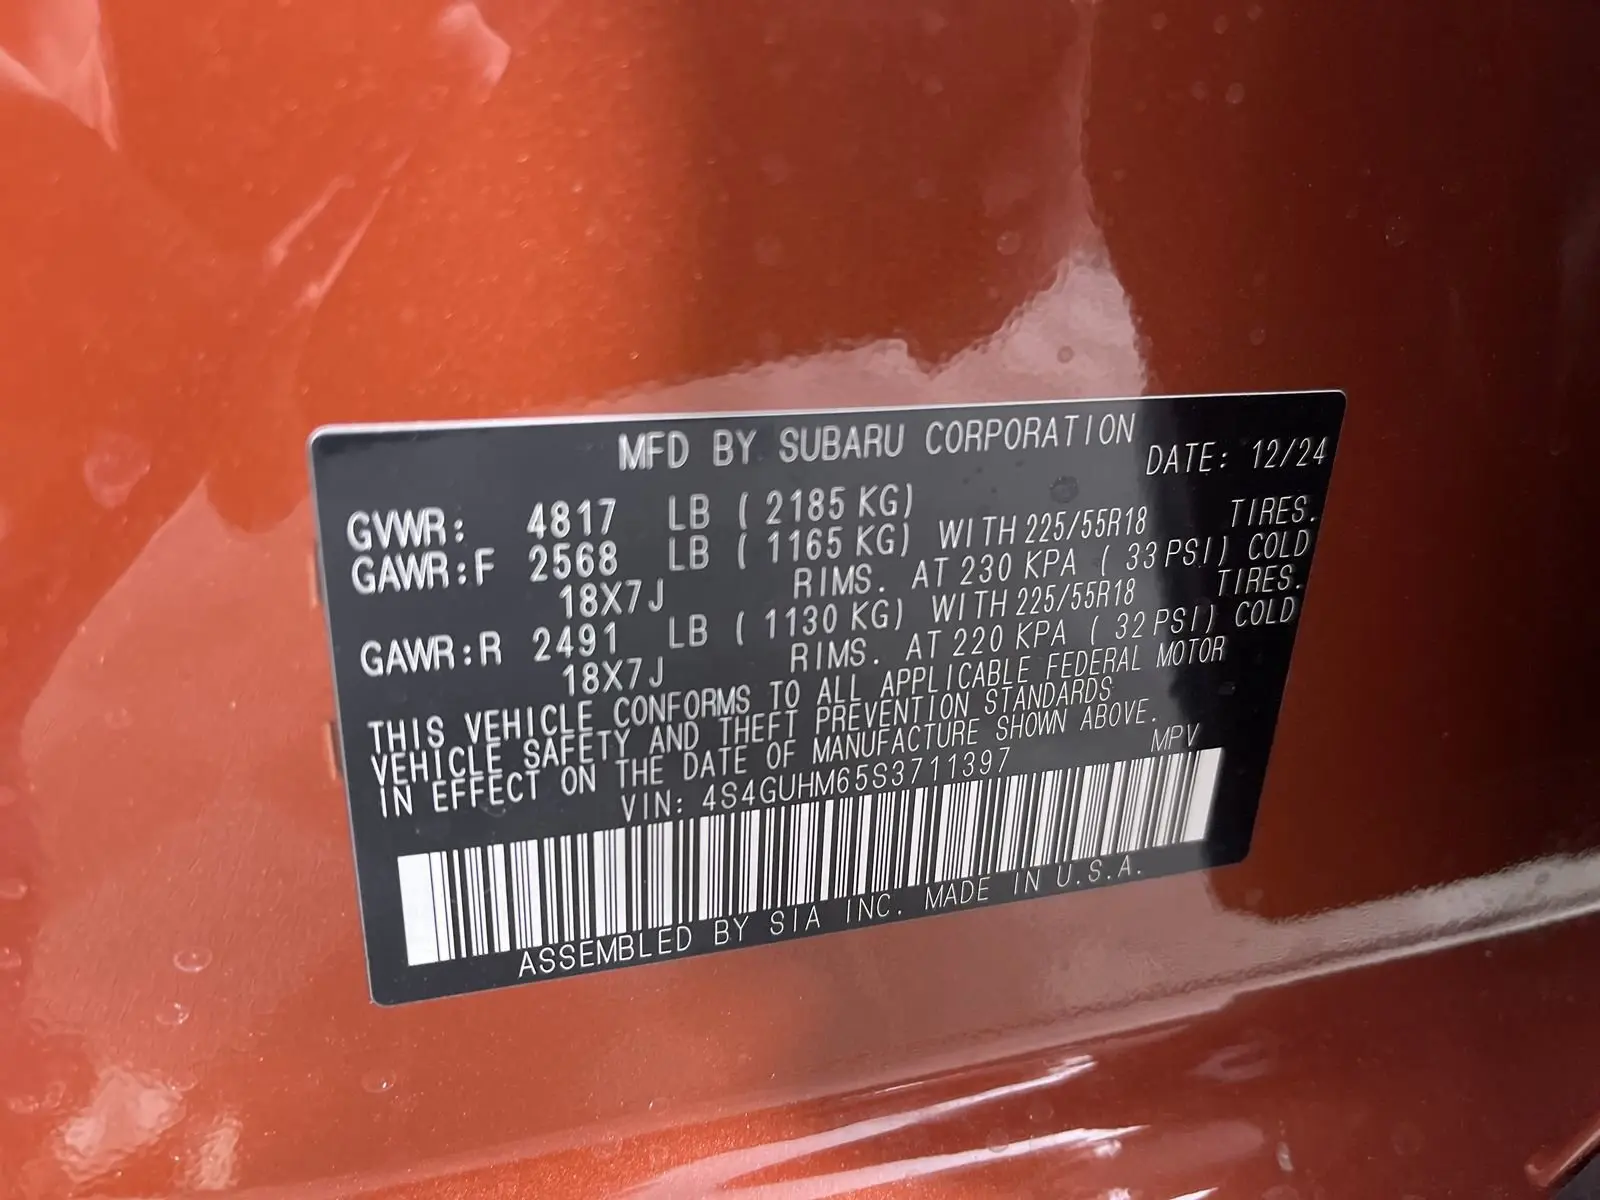 MFD BY SUBARU CORPORATION
DATE: 12/24
GVWR: 4817 LB ( 2185 KG)
GAWR:F 2568 LB ( 1165 KG) WITH 225/55R18 TIRES.
18X7J RIMS. AT 230 KPA ( 33 PSI) COLD
GAWR:R 2491 LB ( 1130 KG) WITH 225/55R18 TIRES.
18X7J RIMS. AT 220 KPA ( 32 PSI) COLD
THIS VEHICLE CONFORMS TO ALL APPLICABLE FEDERAL MOTOR
VEHICLE SAFETY AND THEFT PREVENTION STANDARDS
IN EFFECT ON THE DATE OF MANUFACTURE SHOWN ABOVE.
VIN: 4S4GUHM65S3711397 MPV
ASSEMBLED BY SIA INC. MADE IN U.S.A.